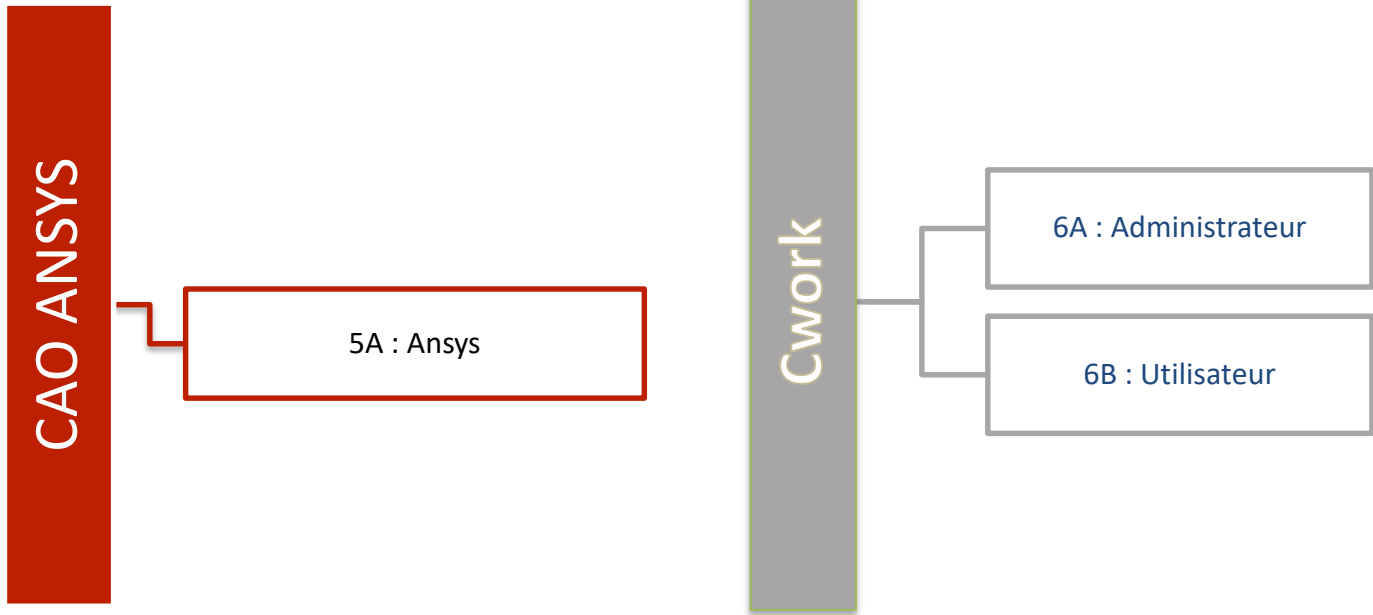 CAO ANSYS
5A : Ansys
Cwork
6A : Administrateur
6B : Utilisateur